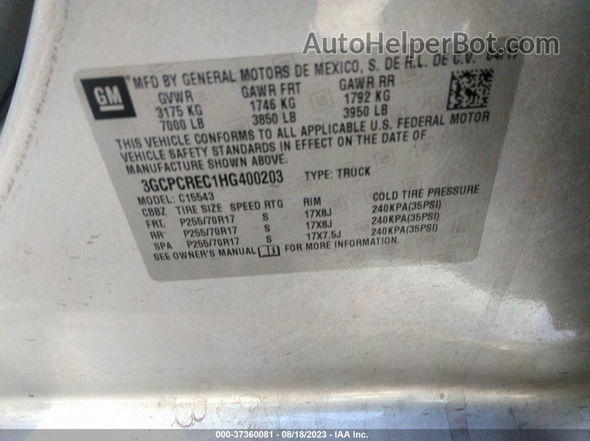 AutoHelperBot.com
GM
MFD BY GENERAL MOTORS DE MEXICO, S. DE R.L. DE C.V. 04/17
GVWR GAWR FRT GAWR RR
3175 KG 1746 KG 1792 KG
7000 LB 3850 LB 3950 LB
THIS VEHICLE CONFORMS TO ALL APPLICABLE U.S. FEDERAL MOTOR
VEHICLE SAFETY STANDARDS IN EFFECT ON THE DATE OF
MANUFACTURE SHOWN ABOVE.
3GCPCREC1HG400203 TYPE: TRUCK
MODEL: C15543
CBBZ TIRE SIZE SPEED RTG RIM COLD TIRE PRESSURE
FRT P255/70R17 S 17X8J 240KPA(35PSI)
RR P255/70R17 S 17X8J 240KPA(35PSI)
SPA P255/70R17 S 17X7.5J 240KPA(35PSI)
SEE OWNER'S MANUAL FOR MORE INFORMATION.
000-37360081 - 08/18/2023 - IAA Inc.